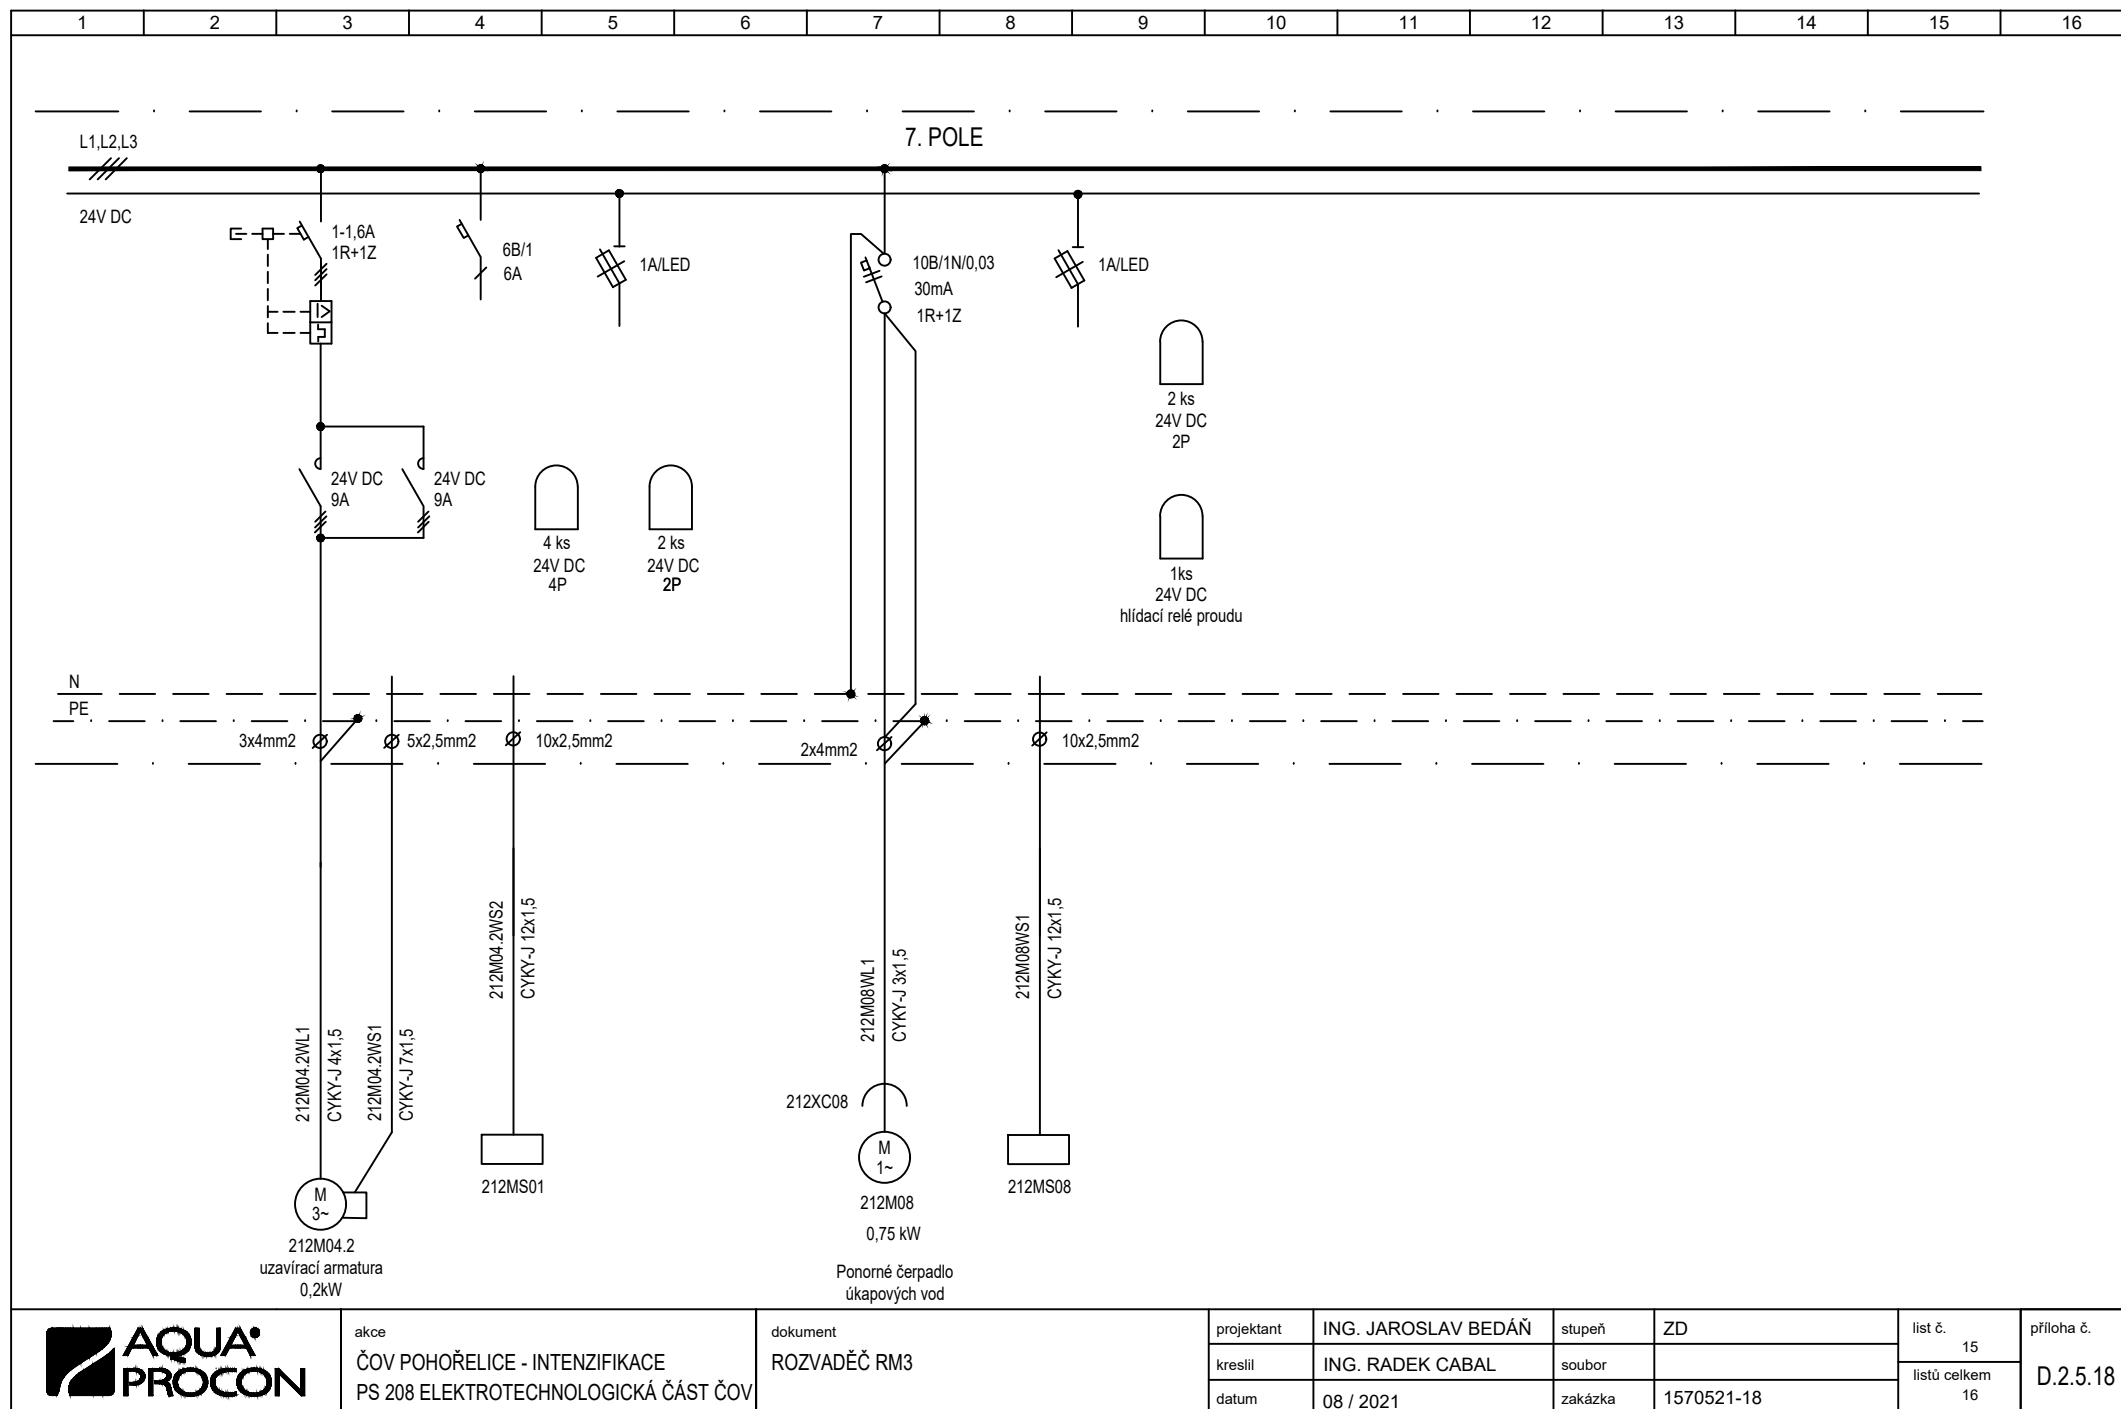 1 2 3 4 5 6 7 8 9 10 11 12 13 14 15 16
7. POLE
L1,L2,L3
24V DC
1-1,6A
1R+1Z
6B/1
6A
1A/LED
10B/1N/0,03
30mA
1R+1Z
1A/LED
2 ks
24V DC
2P
24V DC
9A
24V DC
9A
4 ks
24V DC
4P
2 ks
24V DC
2P
1ks
24V DC
hlídací relé proudu
N
PE
3x4mm2
5x2,5mm2
10x2,5mm2
2x4mm2
10x2,5mm2
212M04.2WL1
CYKY-J 4x1,5
212M04.2WS1
CYKY-J 7x1,5
212M04.2WS2
CYKY-J 12x1,5
212M08WL1
CYKY-J 3x1,5
212M08WS1
CYKY-J 12x1,5
212XC08
M
3~
212M04.2
uzavírací armatura
0,2kW
212MS01
M
1~
212M08
0,75 kW
Ponorné čerpadlo
úkapových vod
212MS08
AQUA
PROCON
akce
ČOV POHOŘELICE - INTENZIFIKACE
PS 208 ELEKTROTECHNOLOGICKÁ ČÁST ČOV
dokument
ROZVADĚČ RM3
projektant ING. JAROSLAV BEDÁŇ
kreslil ING. RADEK CABAL
datum 08 / 2021
stupeň ZD
soubor
zakázka 1570521-18
list č.
15
listů celkem
16
příloha č.
D.2.5.18